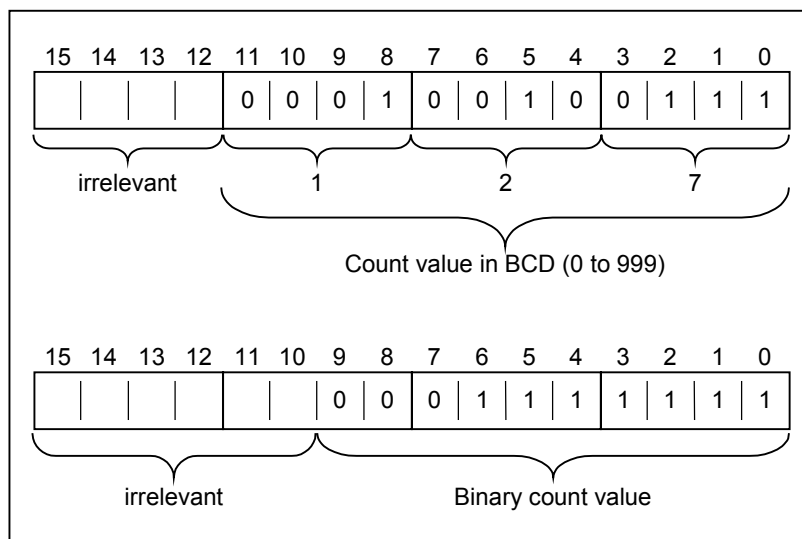 15 14 13 12 11 10 9 8 7 6 5 4 3 2 1 0
0 0 0 1 0 0 1 0 0 1 1 1
irrelevant 1 2 7
Count value in BCD (0 to 999)
15 14 13 12 11 10 9 8 7 6 5 4 3 2 1 0
0 0 0 1 1 1 1 1 1 1
irrelevant Binary count value